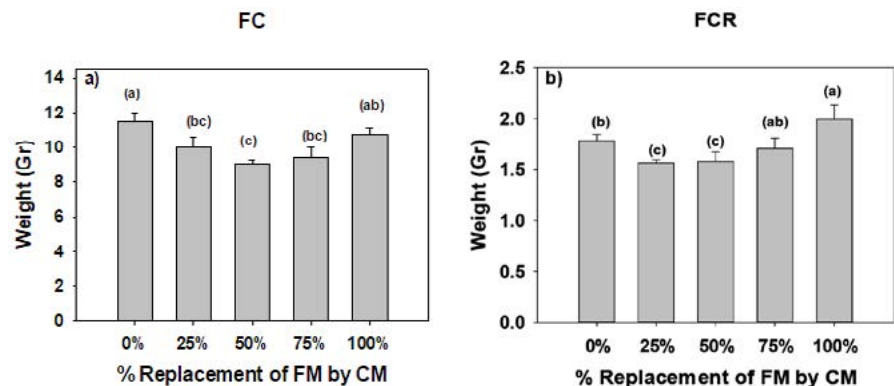 FC
a)
Weight (Gr)
14
12
10
8
6
4
2
0
(a)
(bc)
(c)
(bc)
(ab)
0% 25% 50% 75% 100%
% Replacement of FM by CM
FCR
b)
Weight (Gr)
2.5
2.0
1.5
1.0
0.5
0.0
(b)
(c)
(c)
(ab)
(a)
0% 25% 50% 75% 100%
% Replacement of FM by CM